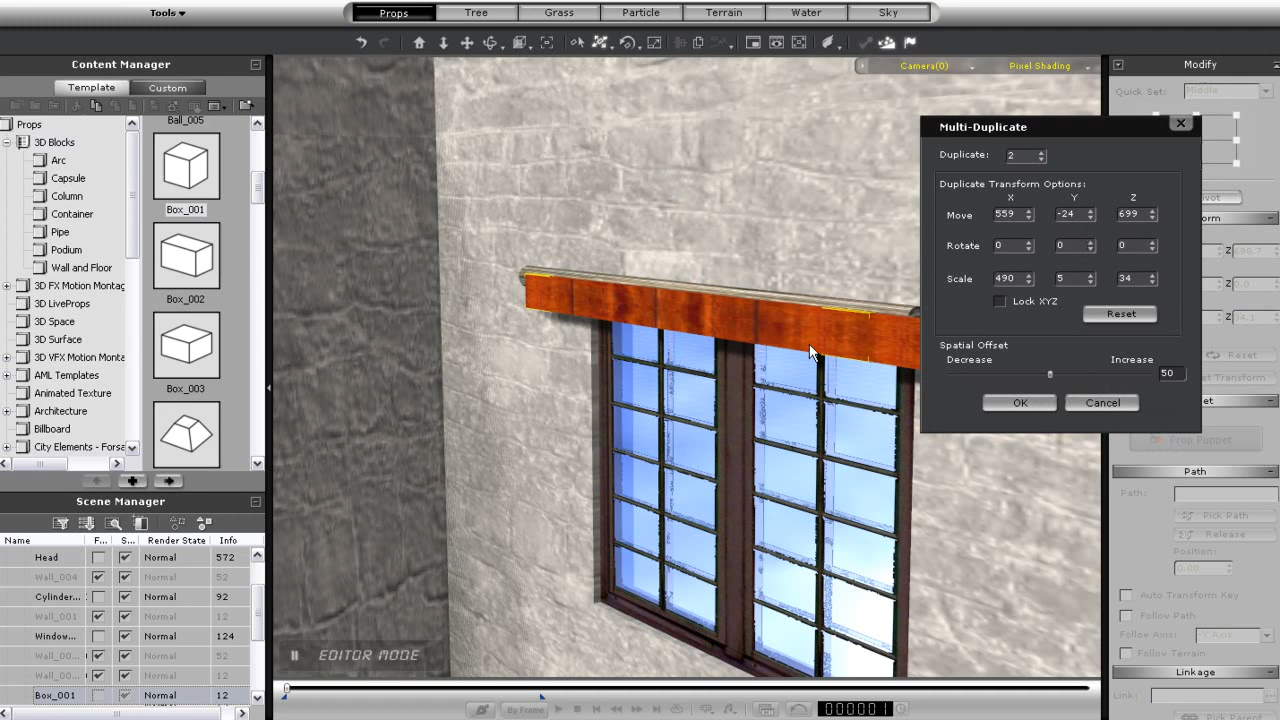 Tools
Props
Tree
Grass
Particle
Terrain
Water
Sky
Content Manager
Template
Custom
Props
3D Blocks
Arc
Capsule
Column
Container
Pipe
Podium
Wall and Floor
3D FX Motion Montag
3D LiveProps
3D Space
3D Surface
3D VFX Motion Monta
AML Templates
Animated Texture
Architecture
Billboard
City Elements - Forsa
Ball_005
Box_001
Box_002
Box_003
Scene Manager
Name F... S... Render State Info
Head Normal 572
Wall_004 Normal 52
Cylinder... Normal 92
Wall_001 Normal 12
Window... Normal 124
Wall_00... Normal 52
Box_001 Normal 12
Camera(0)
Pixel Shading
EDITOR MODE
By Frame
000001
Multi-Duplicate
Duplicate: 2
Duplicate Transform Options:
X Y Z
Move 559 -24 699
Rotate 0 0 0
Scale 490 5 34
Lock XYZ
Reset
Spatial Offset
Decrease Increase
50
OK
Cancel
Modify
Quick Set: Middle
Reset
Prop Puppet
Path
Path:
Pick Path
Release
Position:
0.00
Auto Transform Key
Follow Path
Follow Axis:
Follow Terrain
Linkage
Link:
Pick Parent